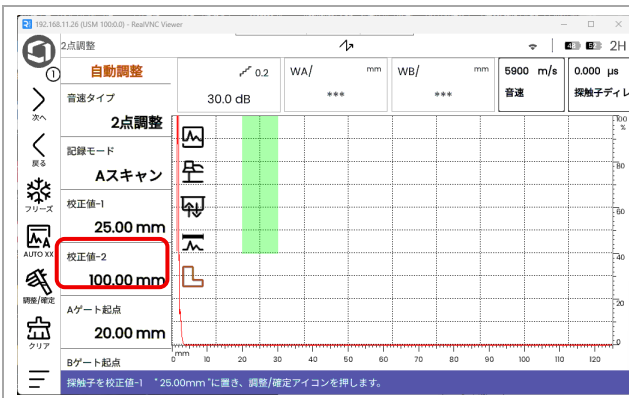 192.168.11.26 (USM 100:0.0) - RealVNC Viewer
2点調整
2H
1
自動調整
0.2
30.0 dB
WA/ mm
***
WB/ mm
***
5900 m/s
音速
0.000 µs
探触子ディレ
次へ
音速タイプ
2点調整
戻る
記録モード
Aスキャン
フリーズ
校正値-1
25.00 mm
AUTO XX
校正値-2
100.00 mm
調整/確定
Aゲート起点
20.00 mm
クリア
Bゲート起点
100
%
80
60
40
20
0
mm
0 10 20 30 40 50 60 70 80 90 100 110 120
探触子を校正値-1 "25.00mm"に置き、調整/確定アイコンを押します。